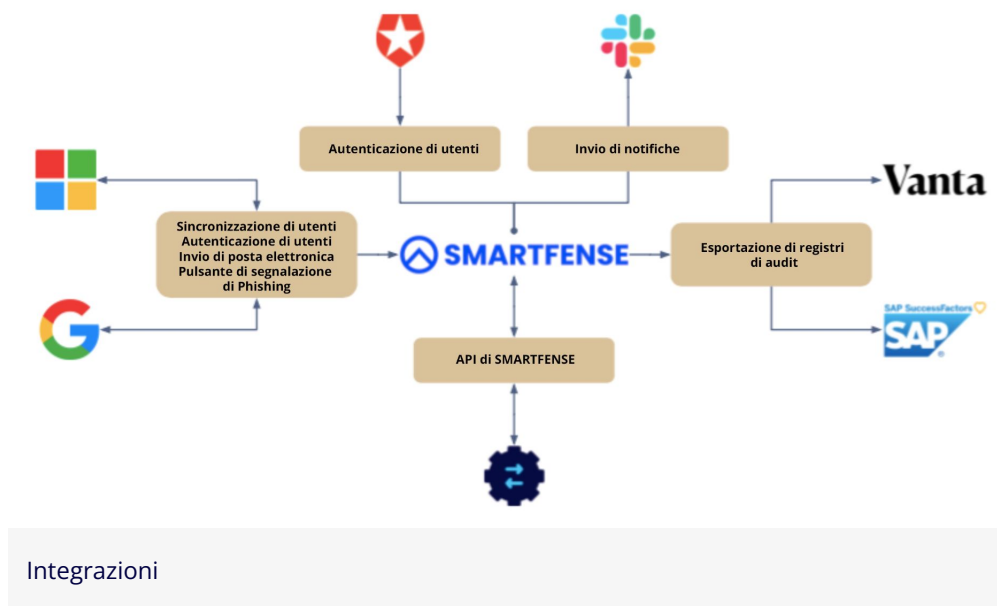 Autenticazione di utenti
Invio di notifiche
Vanta
Sincronizzazione di utenti
Autenticazione di utenti
Invio di posta elettronica
Pulsante di segnalazione
di Phishing
SMARTFENSE
Esportazione di registri
di audit
SAP SuccessFactors
SAP
API di SMARTFENSE
Integrazioni